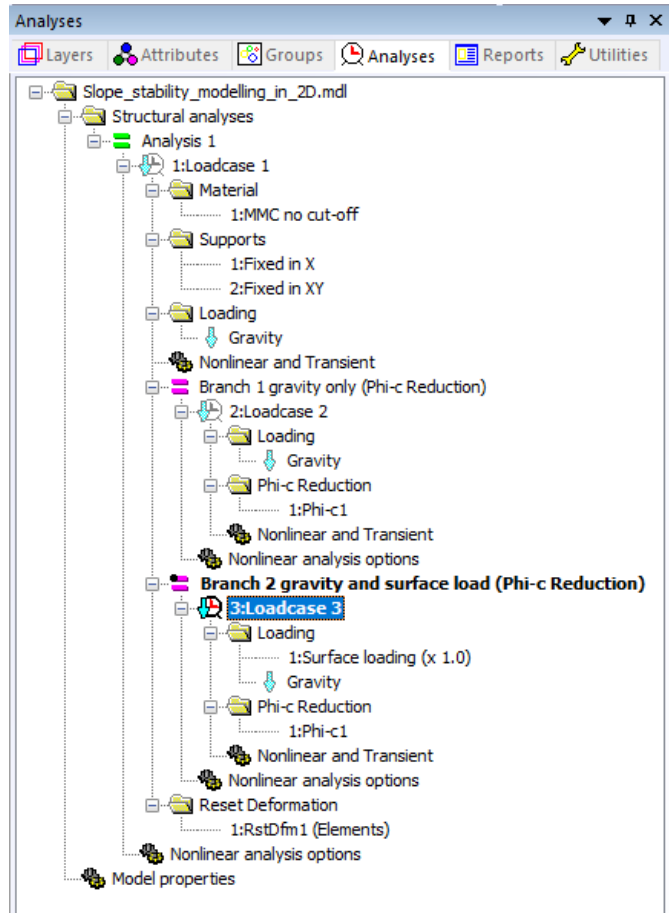 Analyses
Layers Attributes Groups Analyses Reports Utilities
Slope_stability_modelling_in_2D.mdl
Structural analyses
Analysis 1
1:Loadcase 1
Material
1:MMC no cut-off
Supports
1:Fixed in X
2:Fixed in XY
Loading
Gravity
Nonlinear and Transient
Branch 1 gravity only (Phi-c Reduction)
2:Loadcase 2
Loading
Gravity
Phi-c Reduction
1:Phi-c1
Nonlinear and Transient
Nonlinear analysis options
Branch 2 gravity and surface load (Phi-c Reduction)
3:Loadcase 3
Loading
1:Surface loading (x 1.0)
Gravity
Phi-c Reduction
1:Phi-c1
Nonlinear and Transient
Nonlinear analysis options
Reset Deformation
1:RstDfm1 (Elements)
Nonlinear analysis options
Model properties